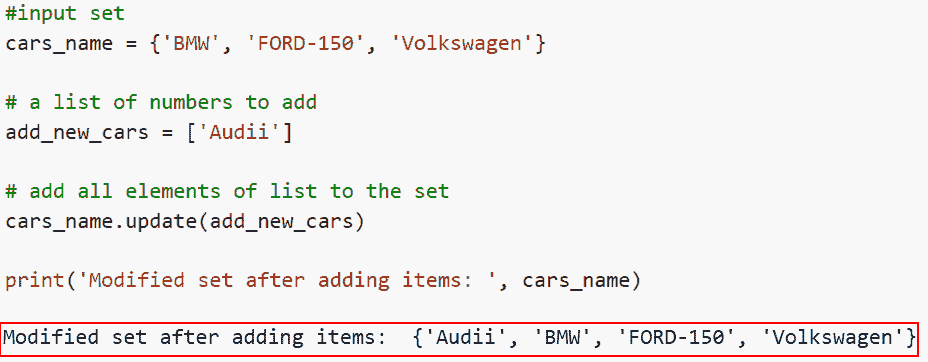 #input set
cars_name = {'BMW', 'FORD-150', 'Volkswagen'}
# a list of numbers to add
add_new_cars = ['Audii']
# add all elements of list to the set
cars_name.update(add_new_cars)
print('Modified set after adding items: ', cars_name)
Modified set after adding items:  {'Audii', 'BMW', 'FORD-150', 'Volkswagen'}